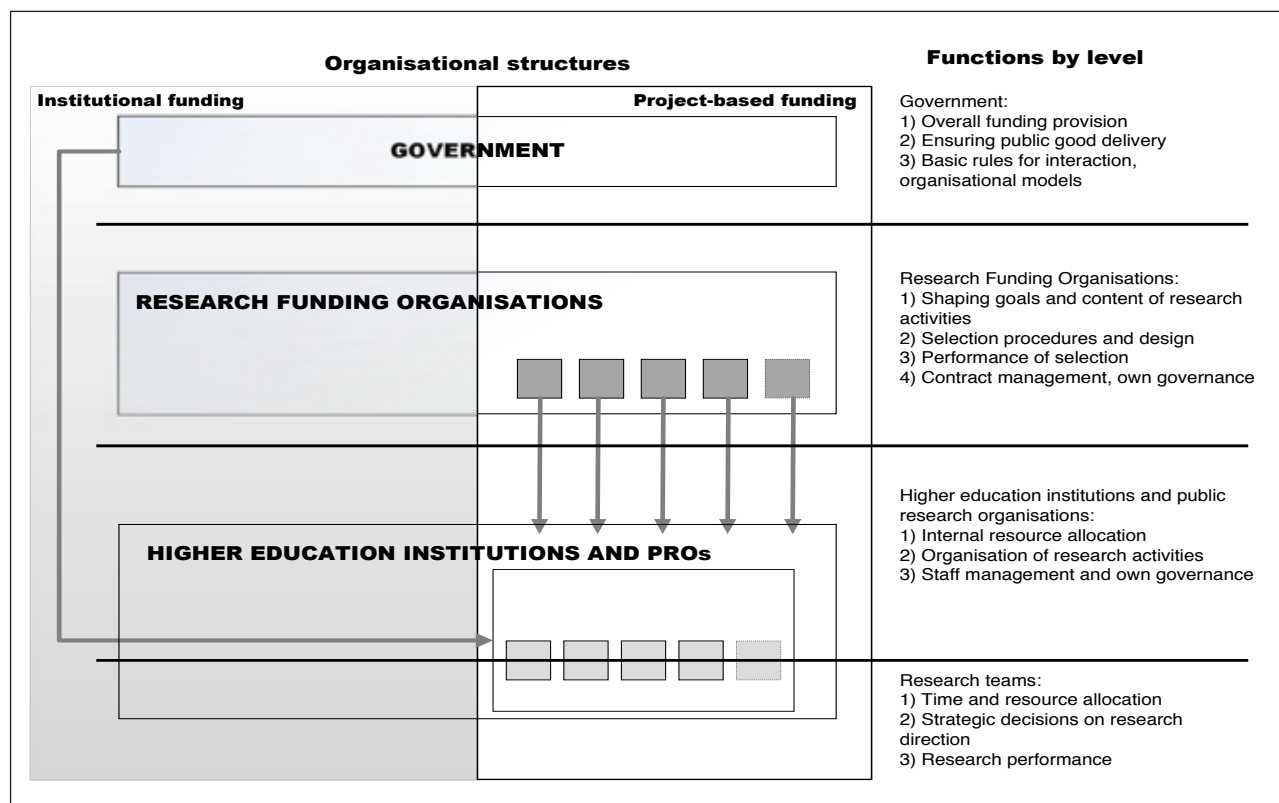 Organisational structures
Institutional funding
Project-based funding
GOVERNMENT
RESEARCH FUNDING ORGANISATIONS
HIGHER EDUCATION INSTITUTIONS AND PROs
Functions by level
Government:
1) Overall funding provision
2) Ensuring public good delivery
3) Basic rules for interaction,
organisational models
Research Funding Organisations:
1) Shaping goals and content of research
activities
2) Selection procedures and design
3) Performance of selection
4) Contract management, own governance
Higher education institutions and public
research organisations:
1) Internal resource allocation
2) Organisation of research activities
3) Staff management and own governance
Research teams:
1) Time and resource allocation
2) Strategic decisions on research
direction
3) Research performance